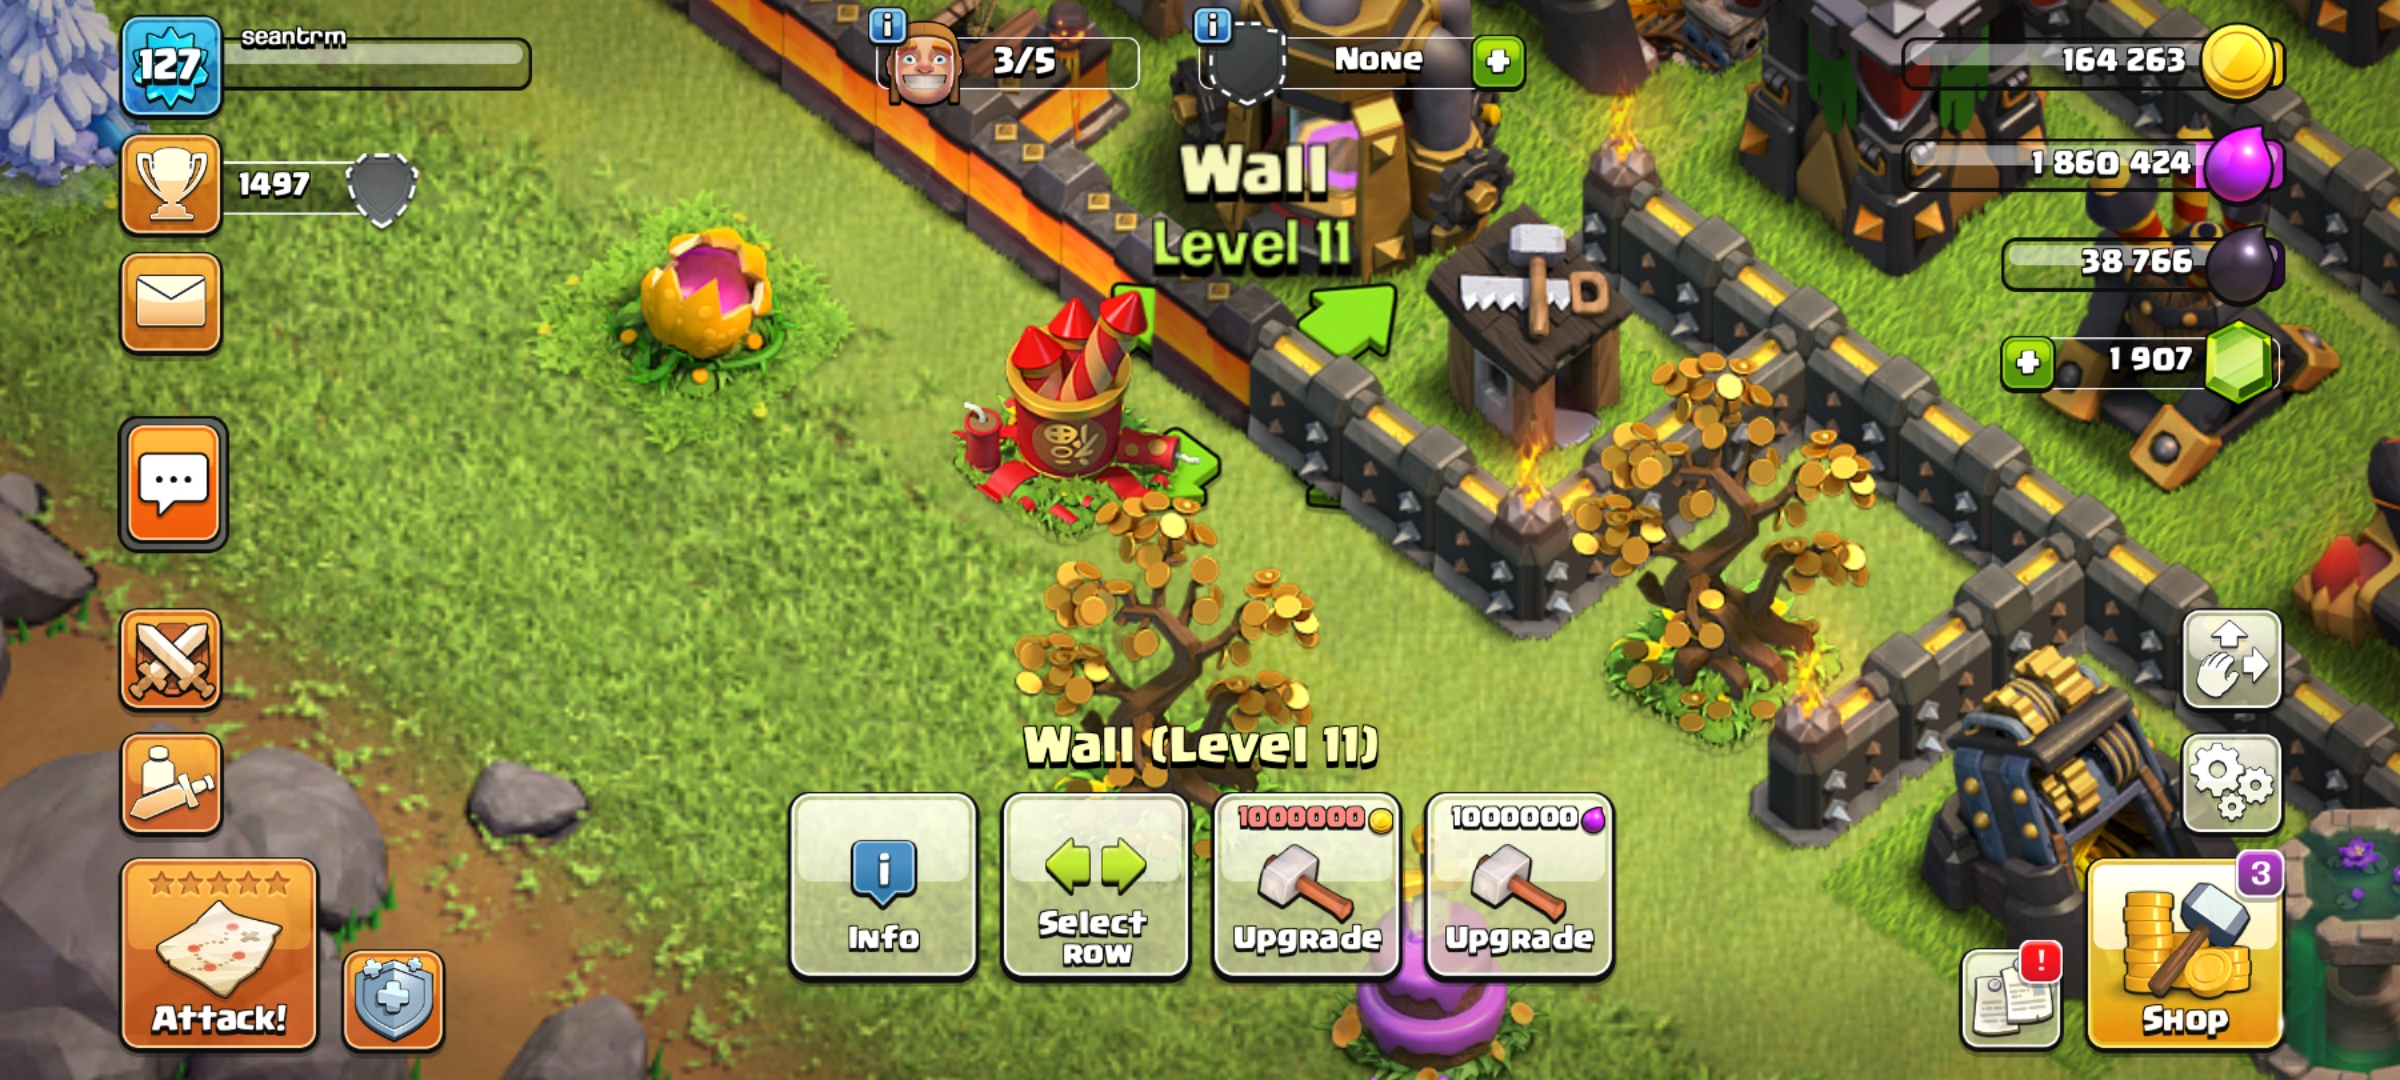 127
seantrm
3/5
None
164 263
1497
Wall
Level 11
1 860 424
38 766
1 907
Wall (Level 11)
Info
Select
Row
1000000
Upgrade
1000000
Upgrade
3
!
Attack!
Shop